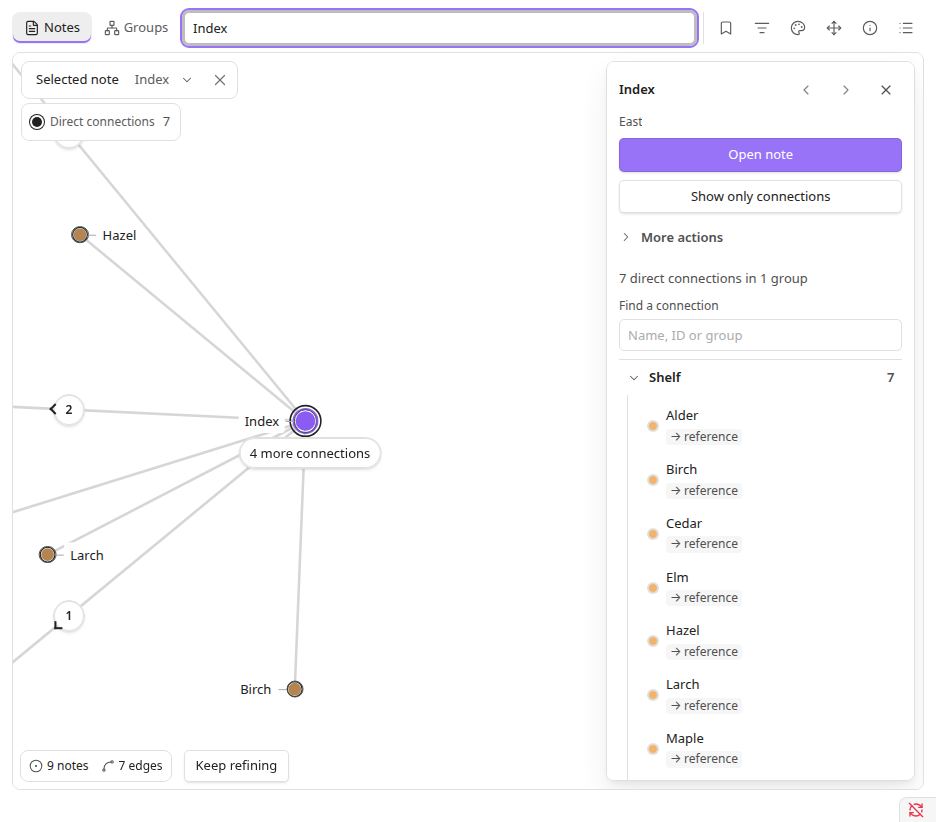 Notes
Groups
Index
Selected note Index
Direct connections 7
Hazel
2
Index
4 more connections
Larch
1
Birch
9 notes
7 edges
Keep refining
Index
East
Open note
Show only connections
More actions
7 direct connections in 1 group
Find a connection
Name, ID or group
Shelf 7
Alder
→ reference
Birch
→ reference
Cedar
→ reference
Elm
→ reference
Hazel
→ reference
Larch
→ reference
Maple
→ reference